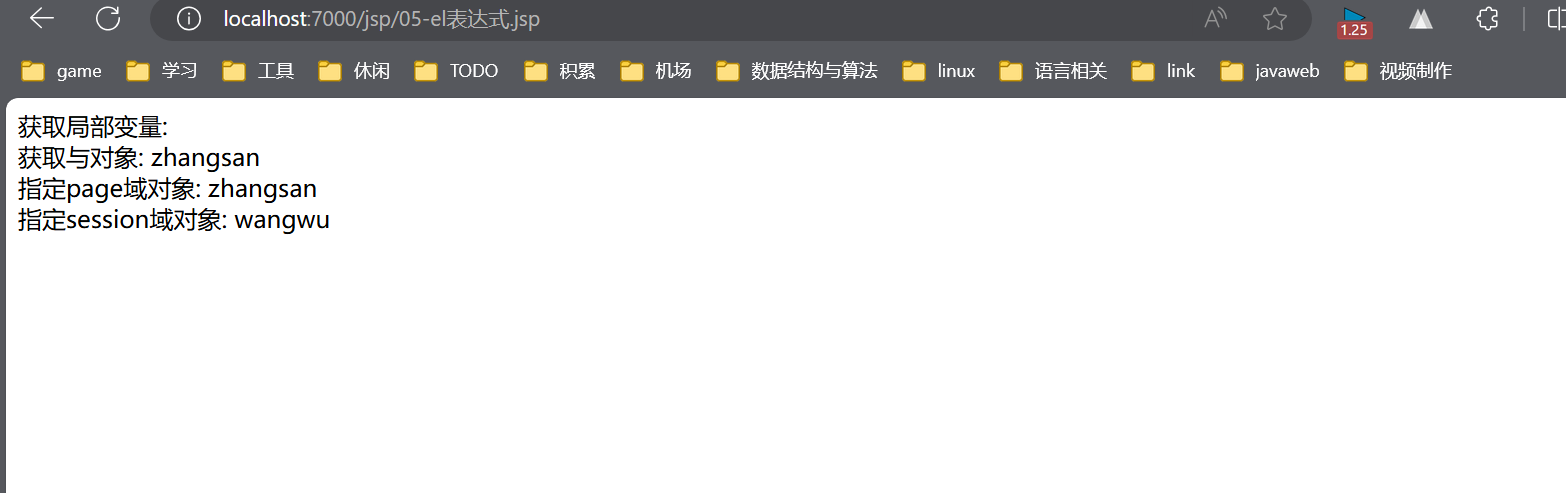 localhost:7000/jsp/05-el表达式.jsp
1.25
game 学习 工具 休闲 TODO 积累 机场 数据结构与算法 linux 语言相关 link javaweb 视频制作
获取局部变量:
获取与对象: zhangsan
指定page域对象: zhangsan
指定session域对象: wangwu